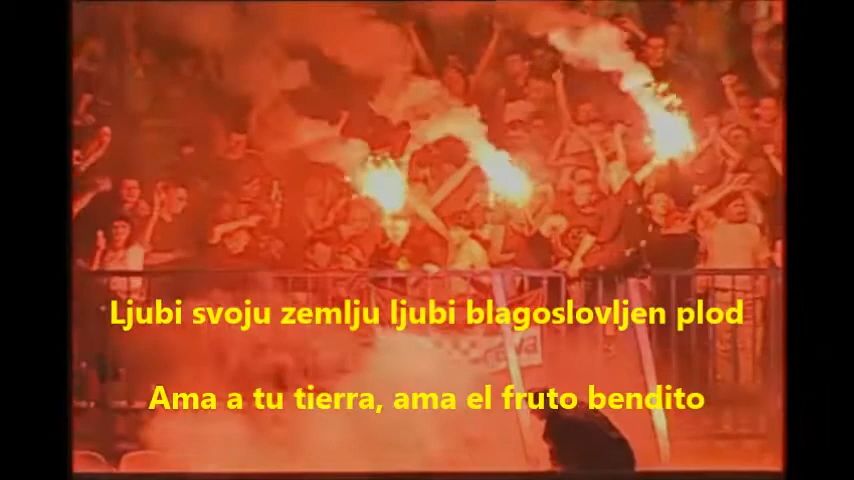 Ljubi svoju zemlju ljubi blagoslovljen plod
Ama a tu tierra, ama el fruto bendito